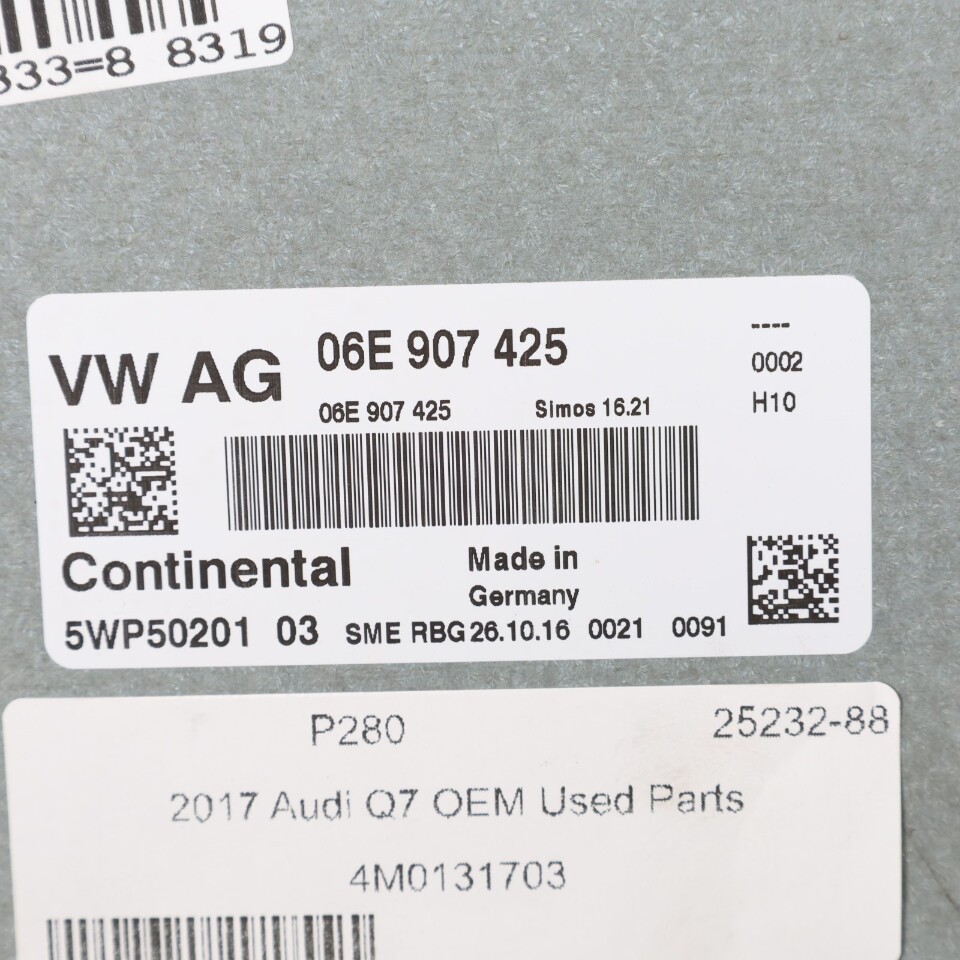 333=8 8319
VW AG 06E 907 425
----
0002
H10
06E 907 425 Simos 16.21
Continental
Made in
Germany
5WP50201 03 SME RBG 26.10.16 0021 0091
P280 25232-88
2017 Audi Q7 OEM Used Parts
4M0131703